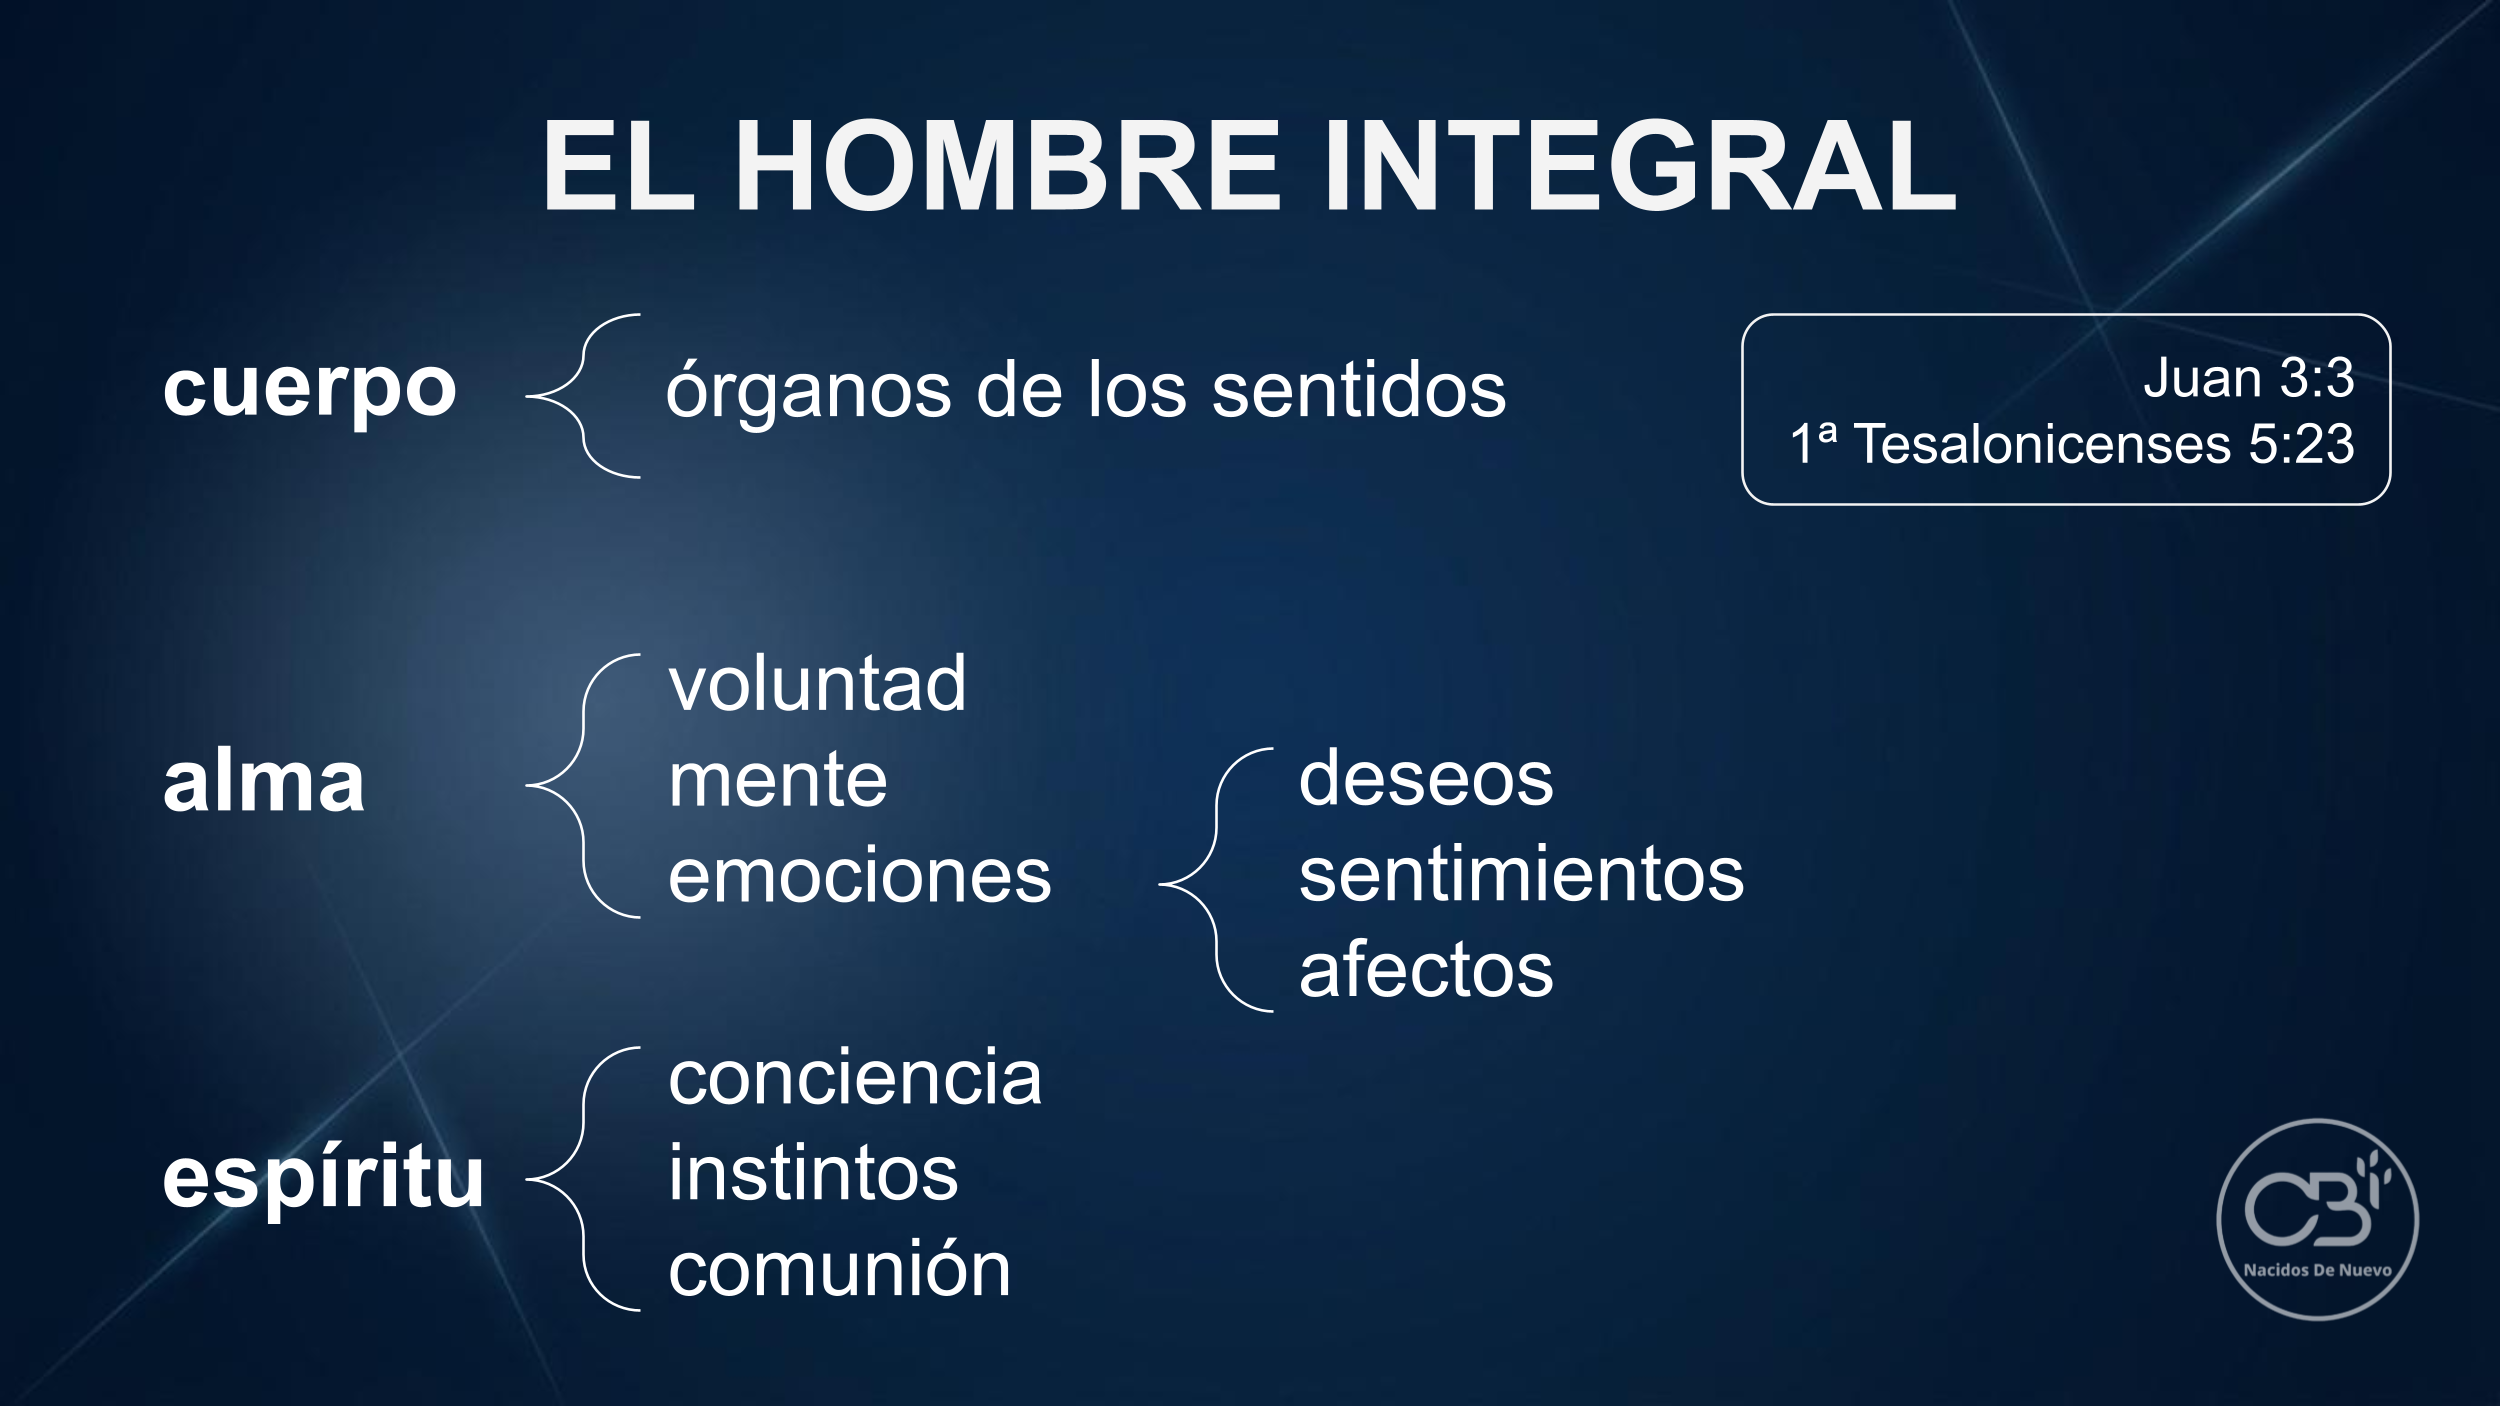 EL HOMBRE INTEGRAL
cuerpo
órganos de los sentidos
Juan 3:3
1ª Tesalonicenses 5:23
alma
voluntad
mente
emociones
deseos
sentimientos
afectos
espíritu
conciencia
instintos
comunión
CBi
Nacidos De Nuevo